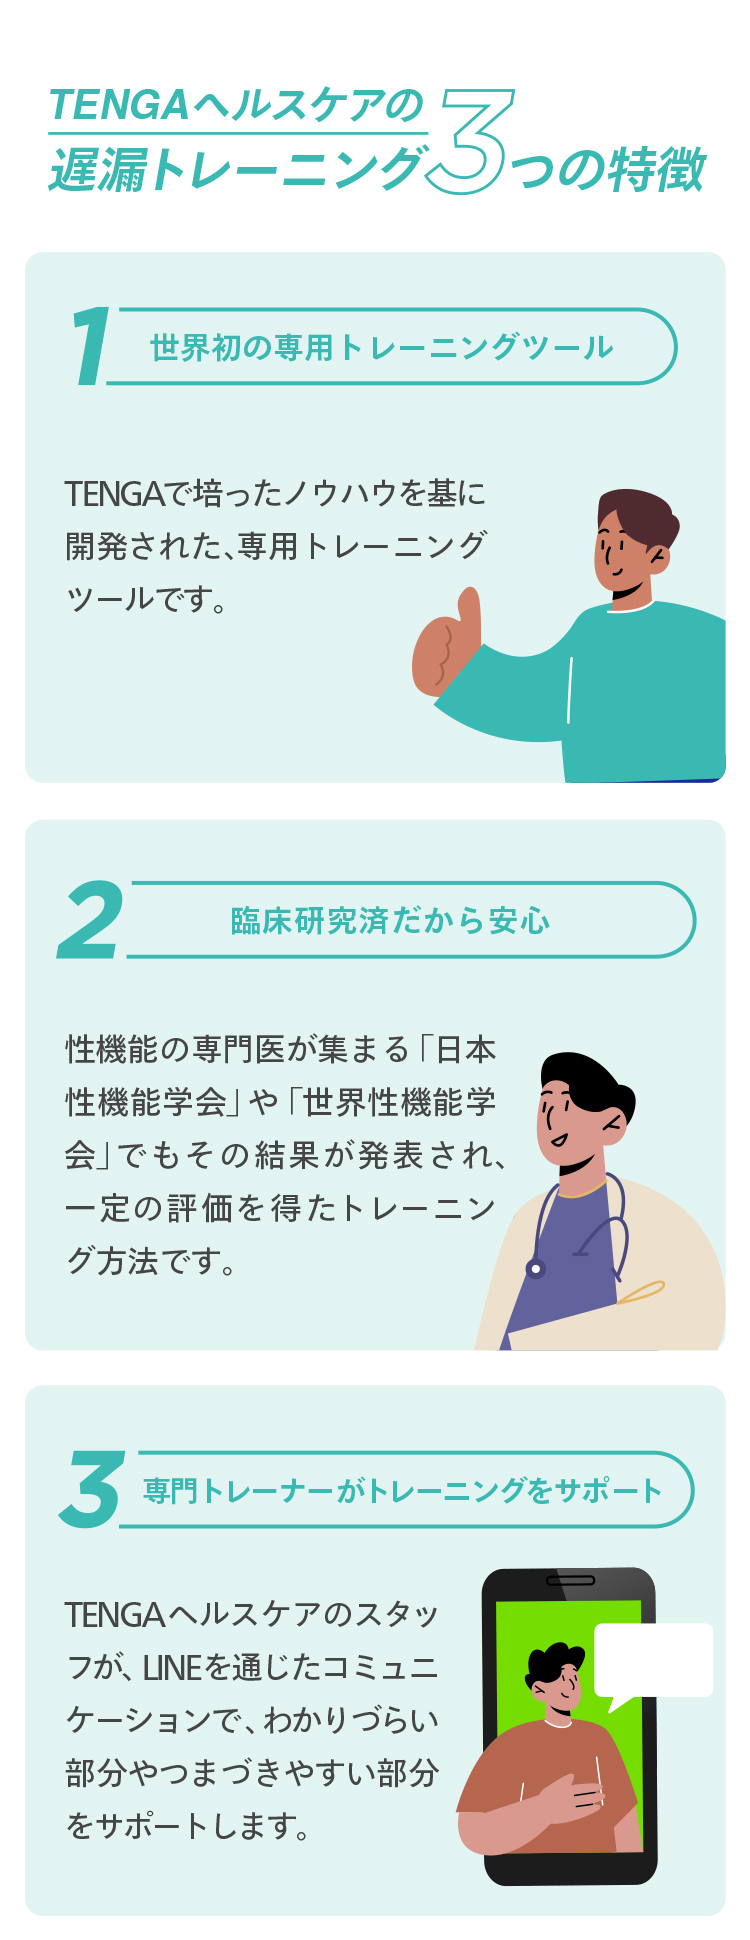 TENGAヘルスケアの
遅漏トレーニング3つの特徴
1 世界初の専用トレーニングツール
TENGAで培ったノウハウを基に
開発された、専用トレーニング
ツールです。
2 臨床研究済だから安心
性機能の専門医が集まる「日本
性機能学会」や「世界性機能学
会」でもその結果が発表され、
一定の評価を得たトレーニン
グ方法です。
3 専門トレーナーがトレーニングをサポート
TENGAヘルスケアのスタッ
フが、LINEを通じたコミュニ
ケーションで、わかりづらい
部分やつまづきやすい部分
をサポートします。